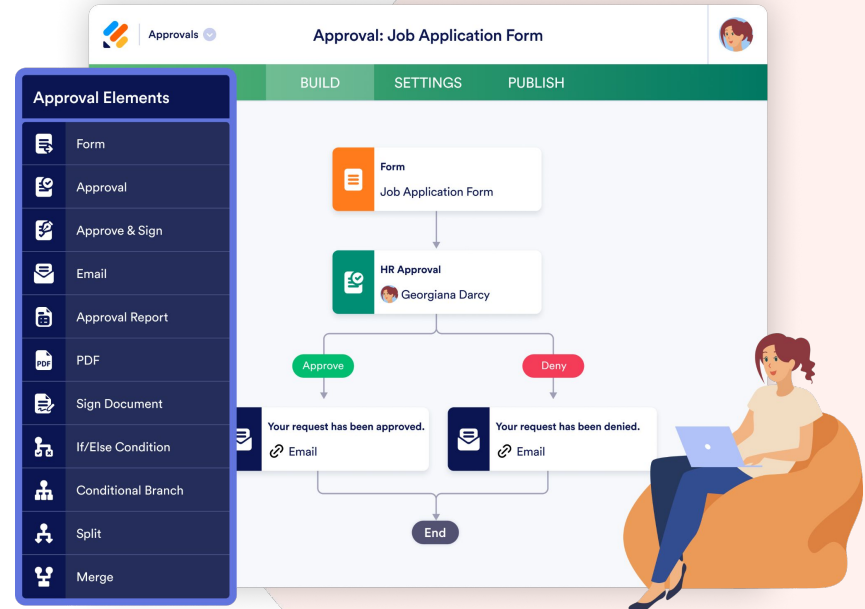 Approvals
Approval: Job Application Form
BUILD
SETTINGS
PUBLISH
Approval Elements
Form
Approval
Approve & Sign
Email
Approval Report
PDF
PDF
Sign Document
If/Else Condition
Conditional Branch
Split
Merge
Form
Job Application Form
HR Approval
Georgiana Darcy
Approve
Deny
Your request has been approved.
Email
Your request has been denied.
Email
End